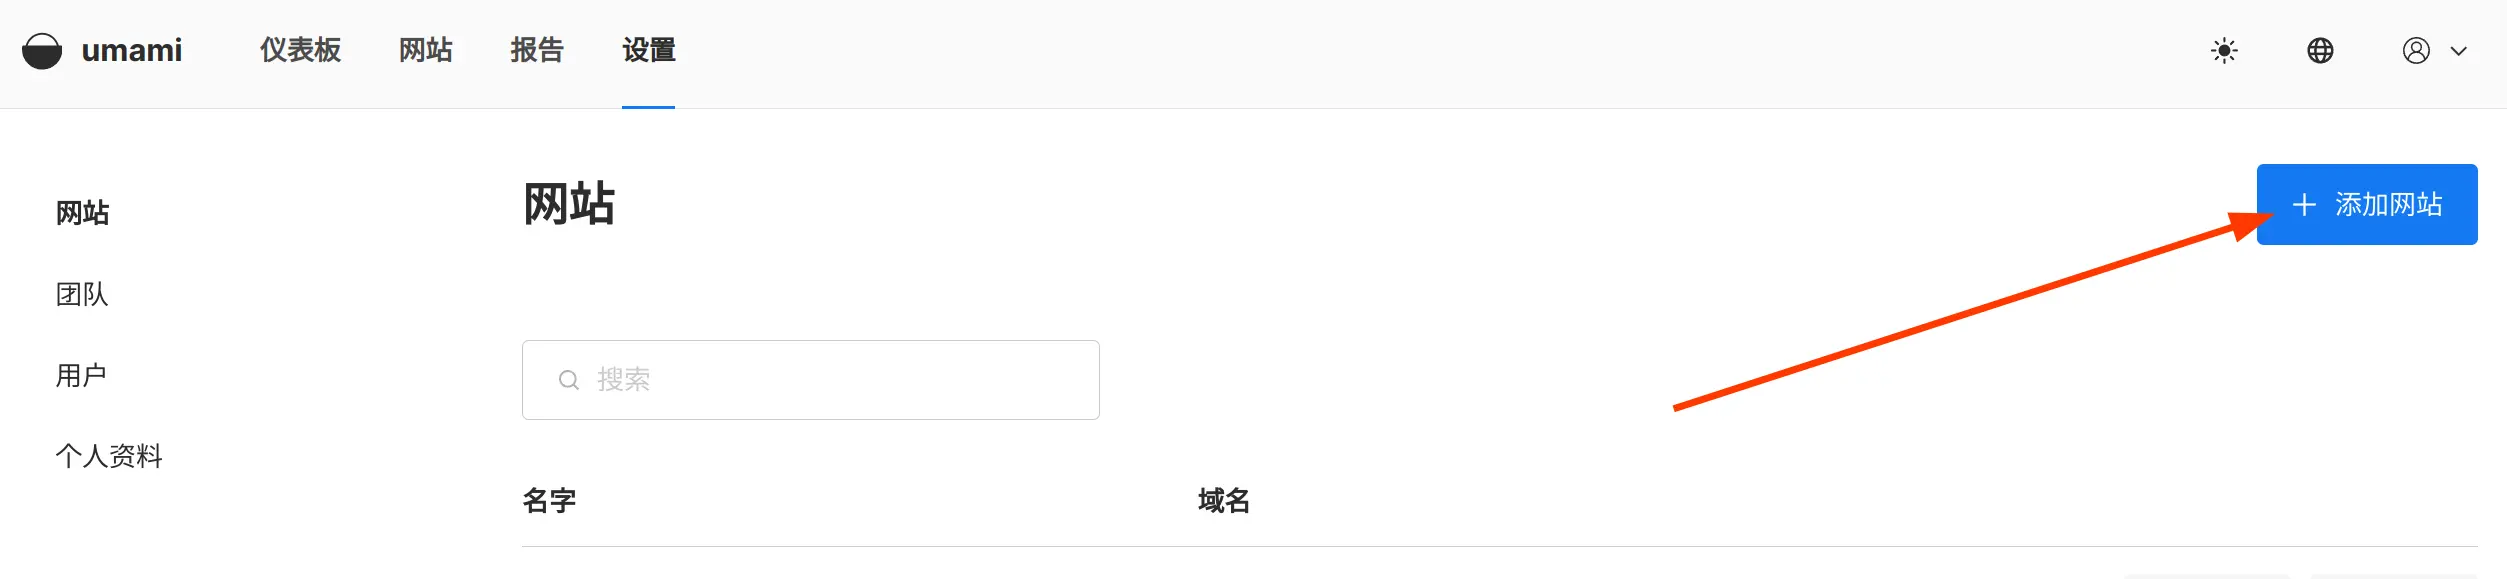 umami 仪表板 网站 报告 设置
网站
团队
用户
个人资料
网站
添加网站
搜索
名字 域名